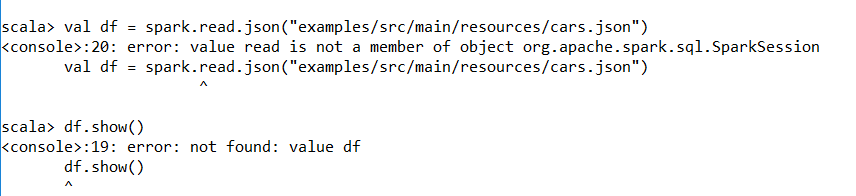 scala> val df = spark.read.json("examples/src/main/resources/cars.json")
<console>:20: error: value read is not a member of object org.apache.spark.sql.SparkSession
       val df = spark.read.json("examples/src/main/resources/cars.json")
                      ^
scala> df.show()
<console>:19: error: not found: value df
       df.show()
       ^